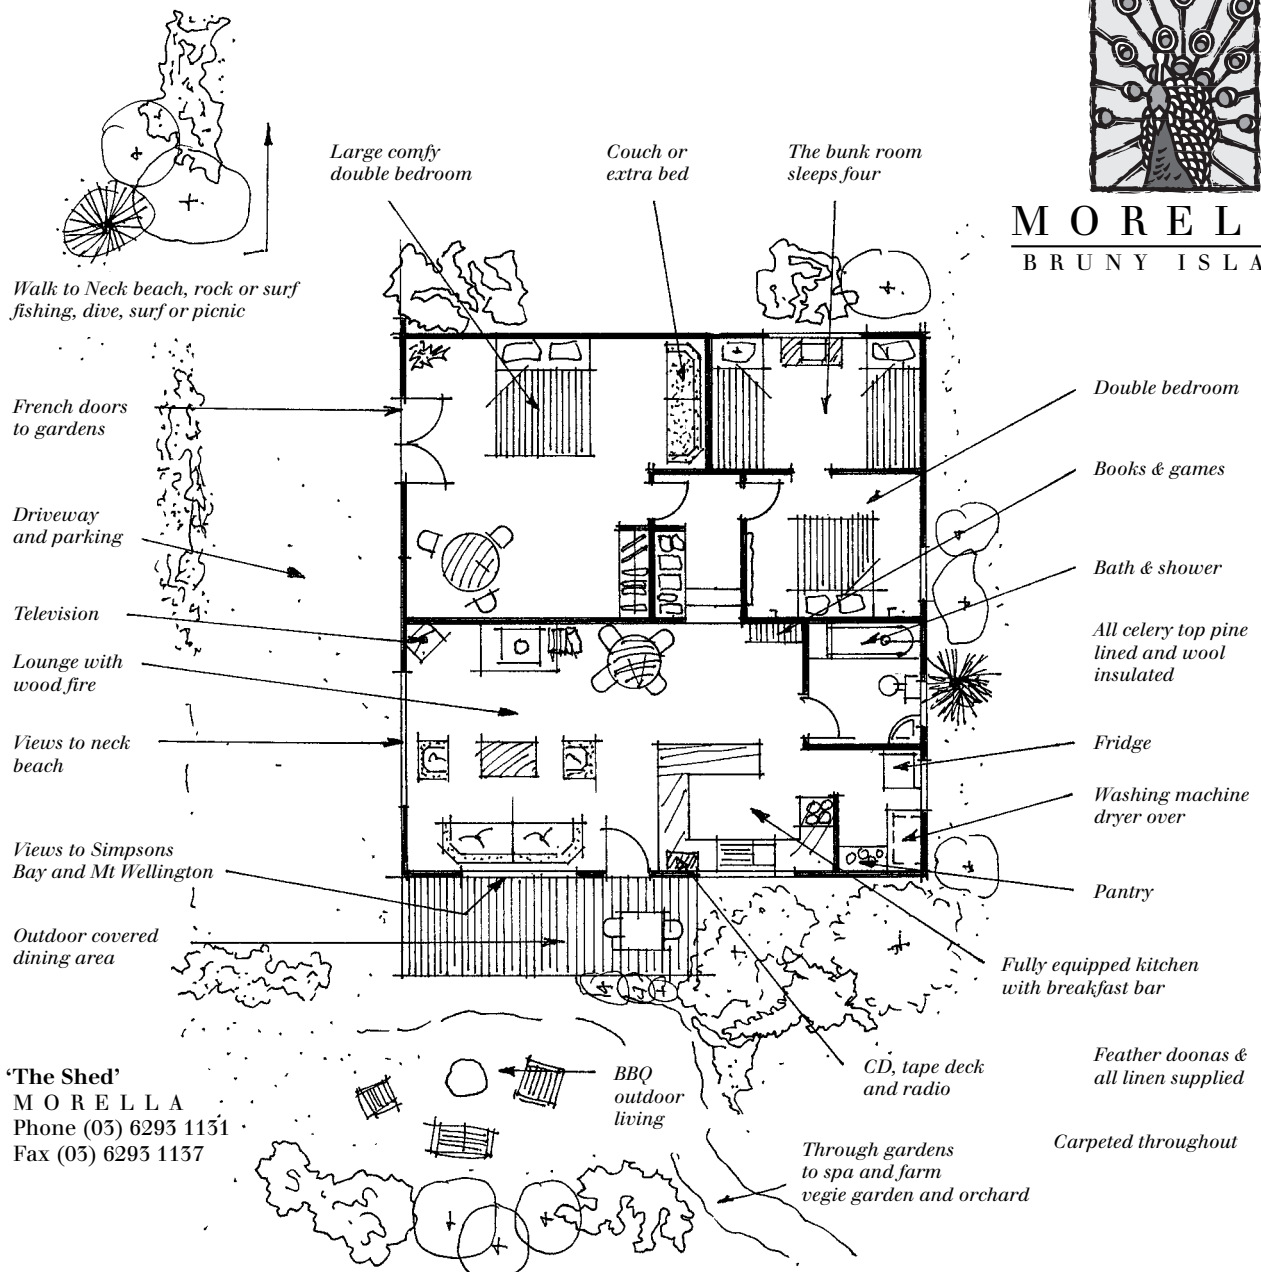 Large comfy
double bedroom
Couch or
extra bed
The bunk room
sleeps four
MOREL
BRUNY ISLA
Walk to Neck beach, rock or surf
fishing, dive, surf or picnic
French doors
to gardens
Driveway
and parking
Television
Lounge with
wood fire
Views to neck
beach
Views to Simpsons
Bay and Mt Wellington
Outdoor covered
dining area
Double bedroom
Books & games
Bath & shower
All celery top pine
lined and wool
insulated
Fridge
Washing machine
dryer over
Pantry
Fully equipped kitchen
with breakfast bar
CD, tape deck
and radio
Feather doonas &
all linen supplied
BBQ
outdoor
living
Carpeted throughout
Through gardens
to spa and farm
vegie garden and orchard
‘The Shed’
MORELLA
Phone (03) 6293 1131
Fax (03) 6293 1137